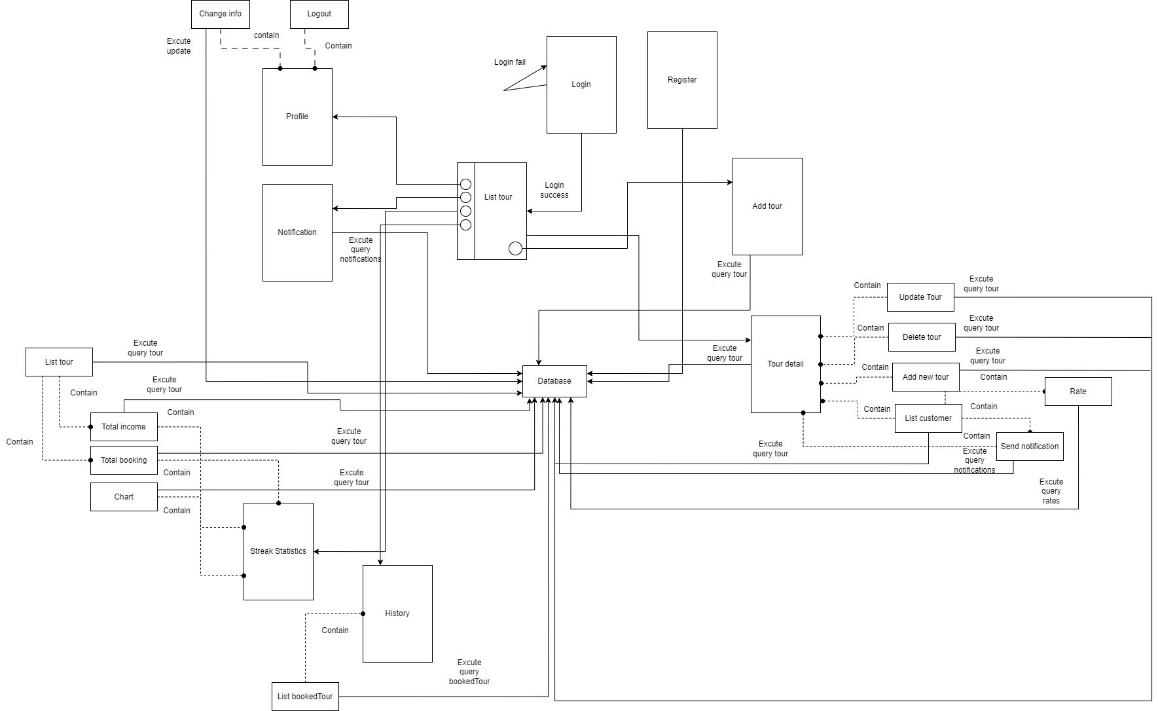 Change info
Logout
Excute
update
contain
Contain
Login fail
Login
Register
Profile
List tour
Login
success
Add tour
Notification
Excute
query
notifications
Excute
query tour
Contain
Update Tour
Excute
query tour
Contain
Delete tour
Excute
query tour
List tour
Excute
query tour
Excute
query tour
Tour detail
Excute
query tour
Contain
Add new tour
Contain
Rate
Database
Excute
query tour
Contain
Contain
Total income
Contain
List customer
Contain
Contain
Total booking
Contain
Excute
query tour
Excute
query tour
Contain
Send notification
Excute
query
notifications
Chart
Contain
Excute
query tour
Excute
query
rates
Streak Statistics
History
Contain
Excute
query
bookedTour
List bookedTour